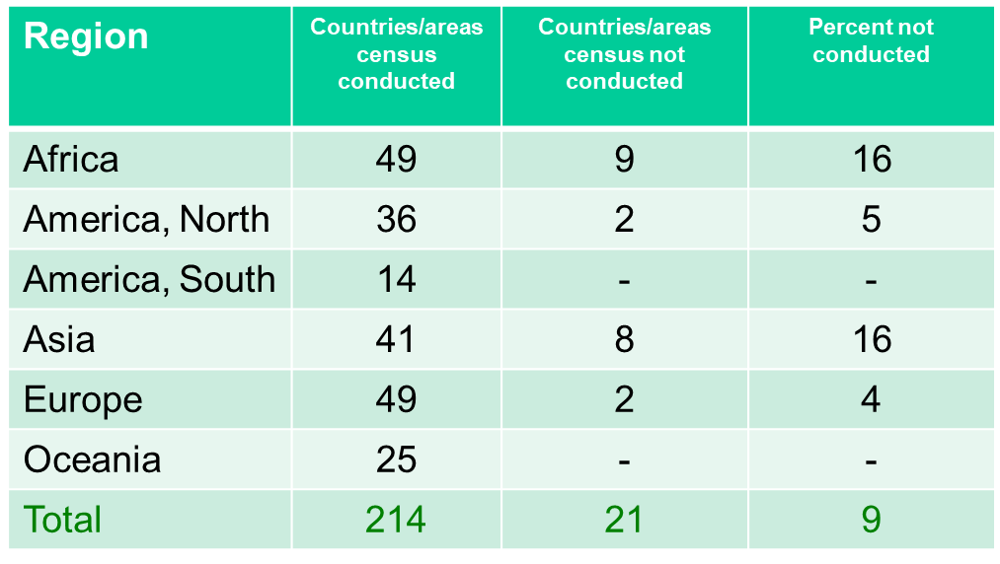 Region Countries/areas census conducted Countries/areas census not conducted Percent not conducted
Africa 49 9 16
America, North 36 2 5
America, South 14 - -
Asia 41 8 16
Europe 49 2 4
Oceania 25 - -
Total 214 21 9